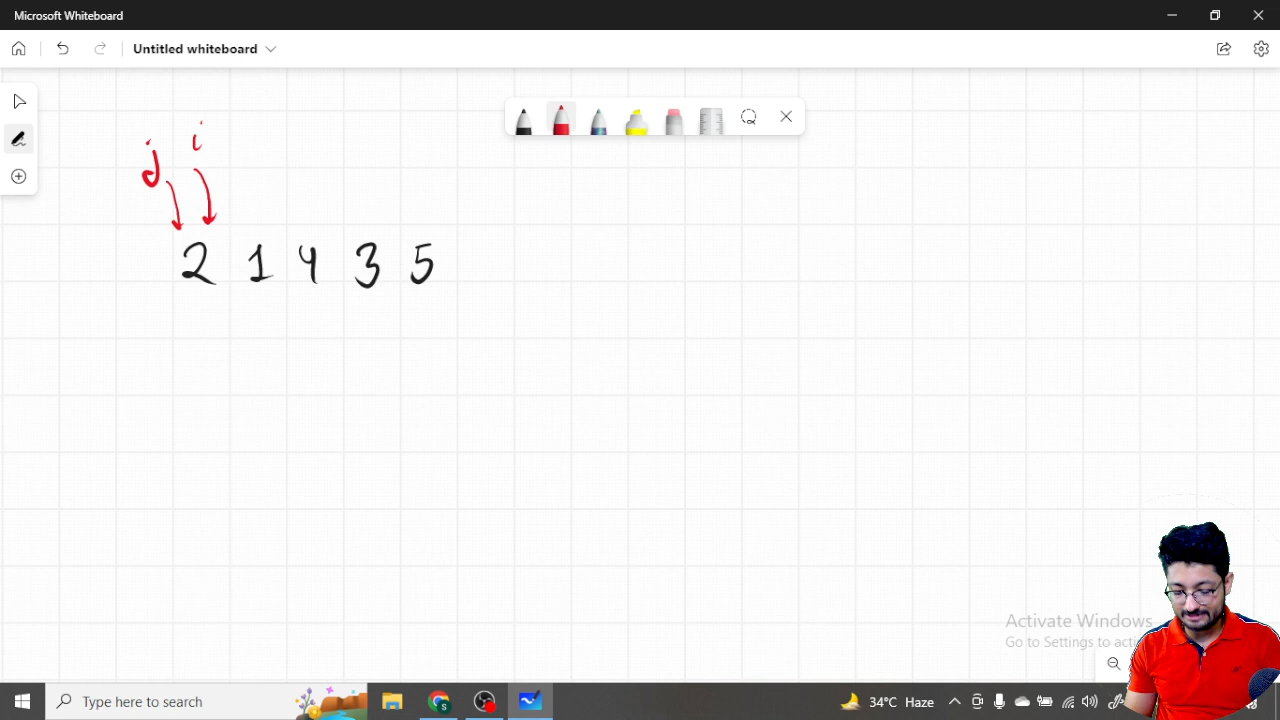 Microsoft Whiteboard
Untitled whiteboard
j i
2 1 4 3 5
Activate Windows
Go to Settings to acti
Type here to search
34°C Haze